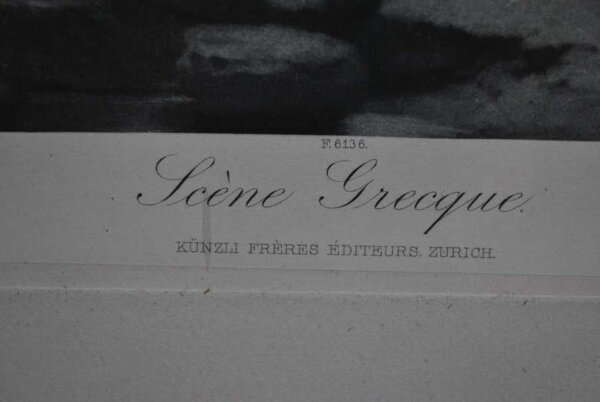 F. 6136.
Scène Grecque.
KÜNZLI FRÈRES ÉDITEURS, ZURICH.